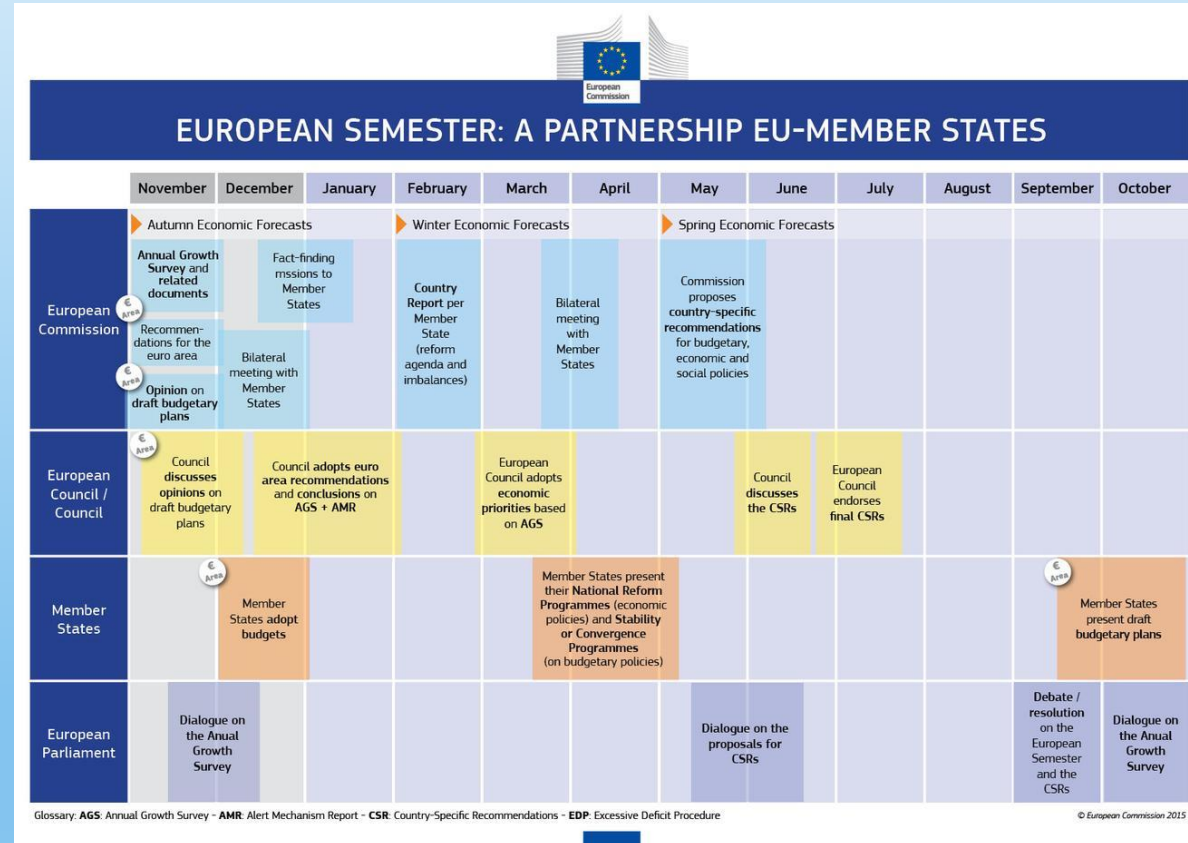 European
Commission
EUROPEAN SEMESTER: A PARTNERSHIP EU-MEMBER STATES
November
December
January
February
March
April
May
June
July
August
September
October
European
Commission
Autumn Economic Forecasts
Winter Economic Forecasts
Spring Economic Forecasts
€
Area
Annual Growth
Survey and
related
documents
Recommen-
dations for the
euro area
€
Area
Opinion on
draft budgetary
plans
Fact-finding
mssions to
Member
States
Bilateral
meeting with
Member
States
Country
Report per
Member
State
(reform
agenda and
imbalances)
Bilateral
meeting
with
Member
States
Commission
proposes
country-specific
recommendations
for budgetary,
economic and
social policies
European
Council /
Council
€
Area
Council
discusses
opinions on
draft budgetary
plans
Council adopts euro
area recommendations
and conclusions on
AGS + AMR
European
Council adopts
economic
priorities based
on AGS
Council
discusses
the CSRs
European
Council
endorses
final CSRs
Member
States
€
Area
Member
States adopt
budgets
Member States present
their National Reform
Programmes (economic
policies) and Stability
or Convergence
Programmes
(on budgetary policies)
€
Area
Member States
present draft
budgetary plans
European
Parliament
Dialogue on
the Anual
Growth
Survey
Dialogue on the
proposals for
CSRs
Debate /
resolution
on the
European
Semester
and the
CSRs
Dialogue on
the Anual
Growth
Survey
Glossary: AGS: Annual Growth Survey - AMR: Alert Mechanism Report - CSR: Country-Specific Recommendations - EDP: Excessive Deficit Procedure
© European Commission 2015